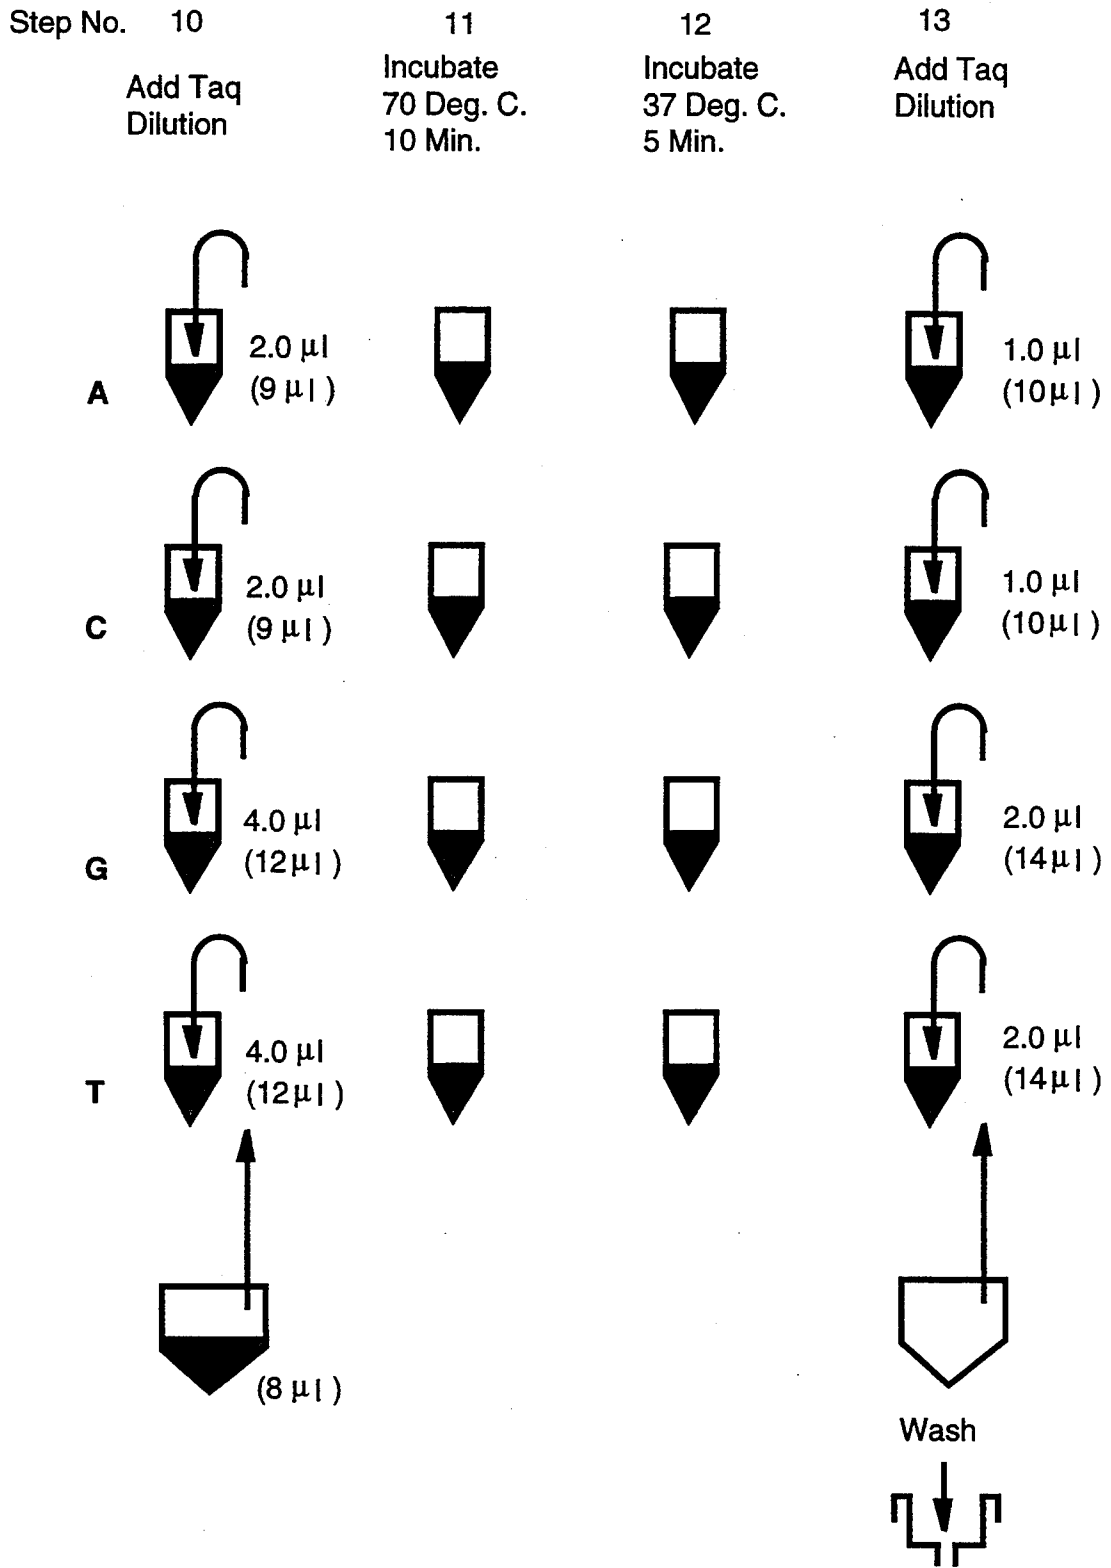 Step No. 10 11 12 13
Add Taq
Dilution
Incubate
70 Deg. C.
10 Min.
Incubate
37 Deg. C.
5 Min.
Add Taq
Dilution
A
2.0 µl
(9 µl)
1.0 µl
(10µl)
C
2.0 µl
(9 µl)
1.0 µl
(10µl)
G
4.0 µl
(12µl)
2.0 µl
(14µl)
T
4.0 µl
(12µl)
2.0 µl
(14µl)
(8 µl)
Wash